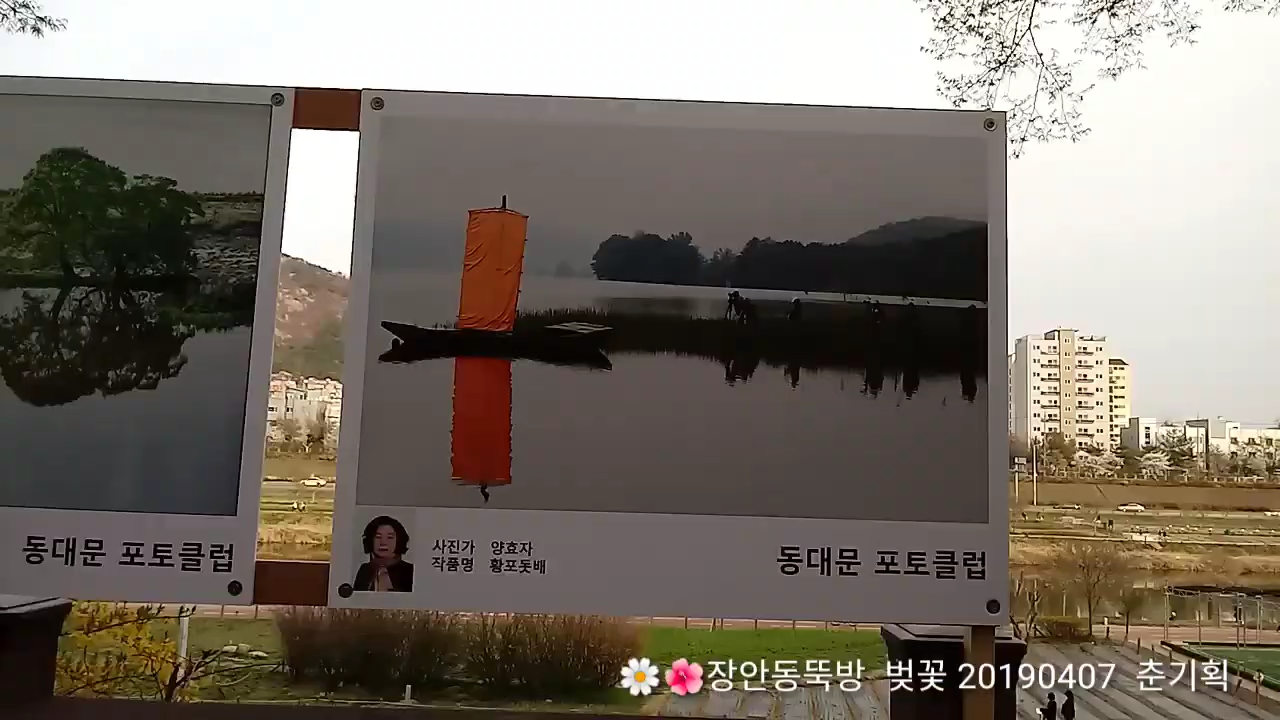 동대문 포토클럽
사진가 양효자
작품명 황포돗배
동대문 포토클럽
장안동뚝방 벚꽃 20190407 춘기획